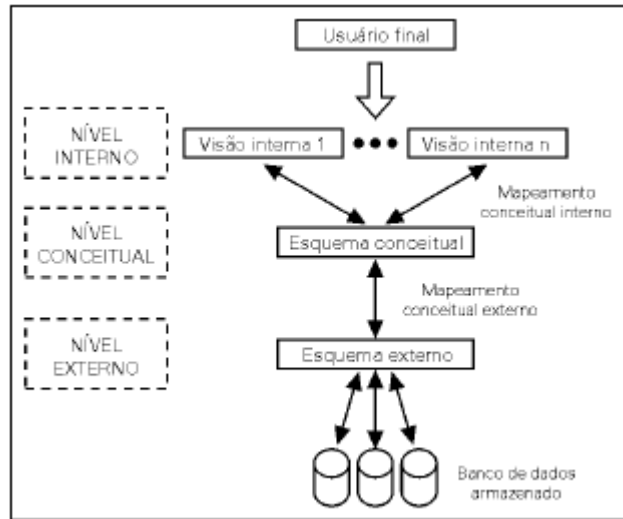 Usuário final
NÍVEL
INTERNO
Visão interna 1
Visão interna n
Mapeamento
conceitual interno
NÍVEL
CONCEITUAL
Esquema conceitual
Mapeamento
conceitual externo
NÍVEL
EXTERNO
Esquema externo
Banco de dados
armazenado